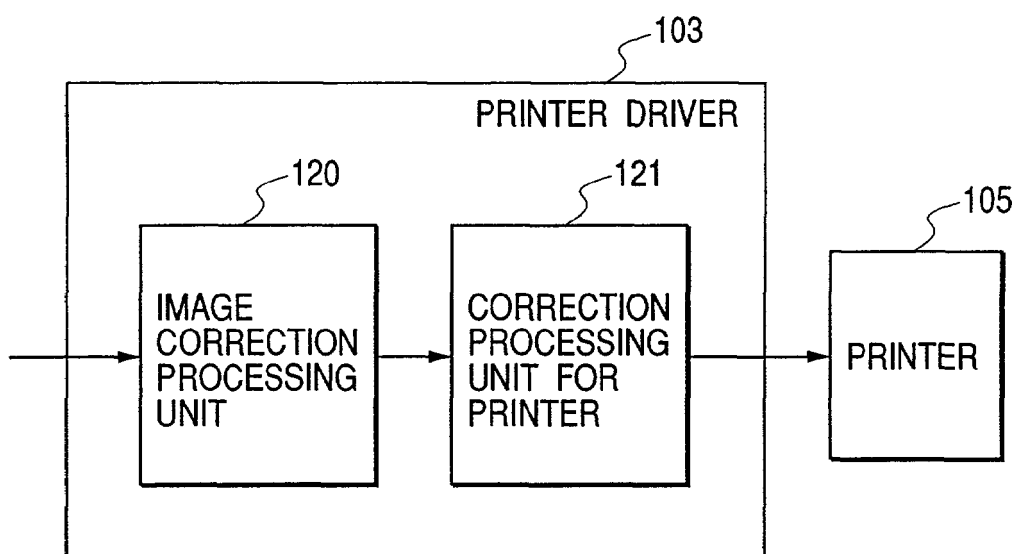 103
PRINTER DRIVER
120
121
105
IMAGE
CORRECTION
PROCESSING
UNIT
CORRECTION
PROCESSING
UNIT FOR
PRINTER
PRINTER